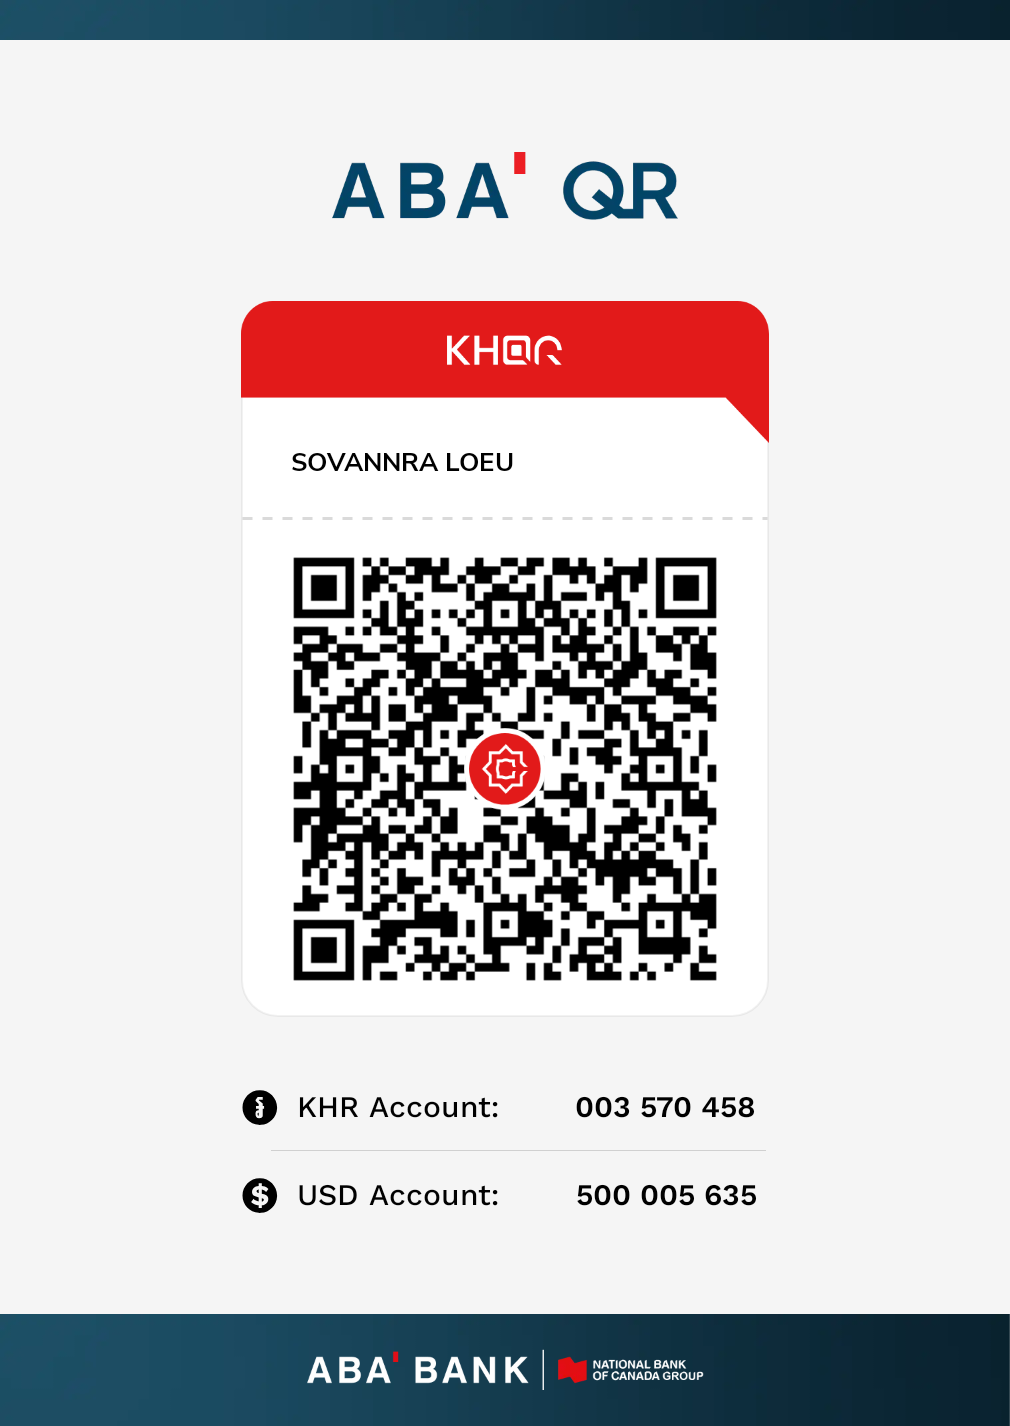 ABA' QR
KHQR
SOVANNRA LOEU
KHR Account: 003 570 458
$ USD Account: 500 005 635
ABA' BANK
NATIONAL BANK
OF CANADA GROUP